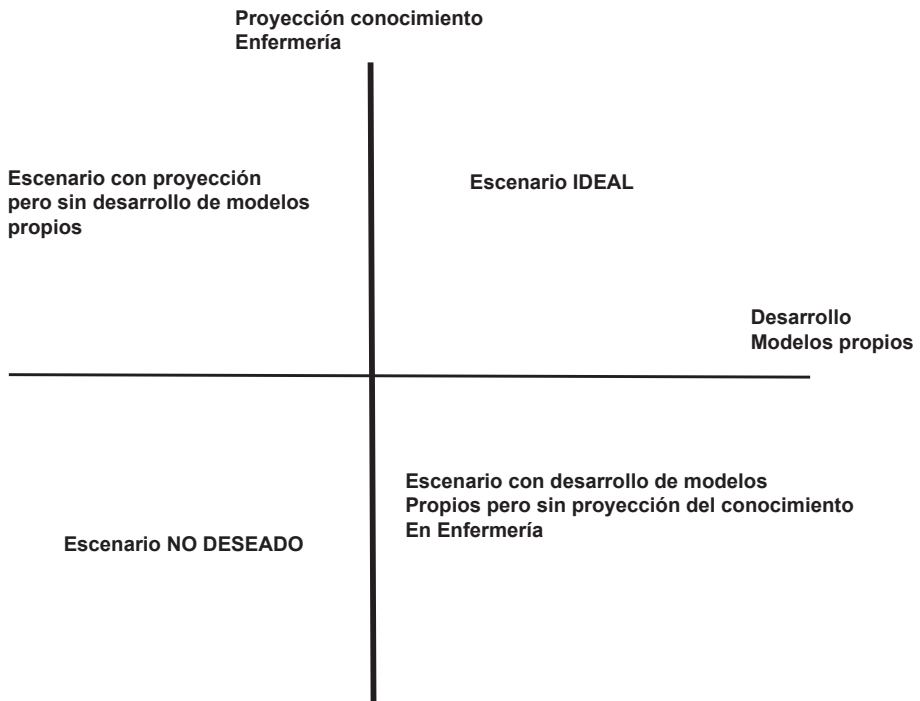 Proyección conocimiento
Enfermería
Escenario con proyección
pero sin desarrollo de modelos
propios
Escenario IDEAL
Desarrollo
Modelos propios
Escenario con desarrollo de modelos
Propios pero sin proyección del conocimiento
En Enfermería
Escenario NO DESEADO